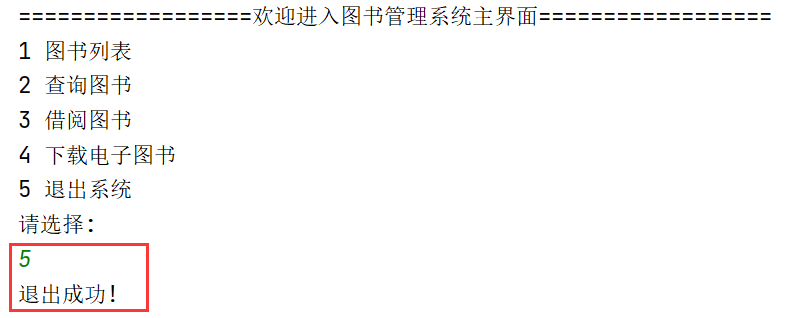 ==================欢迎进入图书管理系统主界面==================
1 图书列表
2 查询图书
3 借阅图书
4 下载电子图书
5 退出系统
请选择:
5
退出成功!